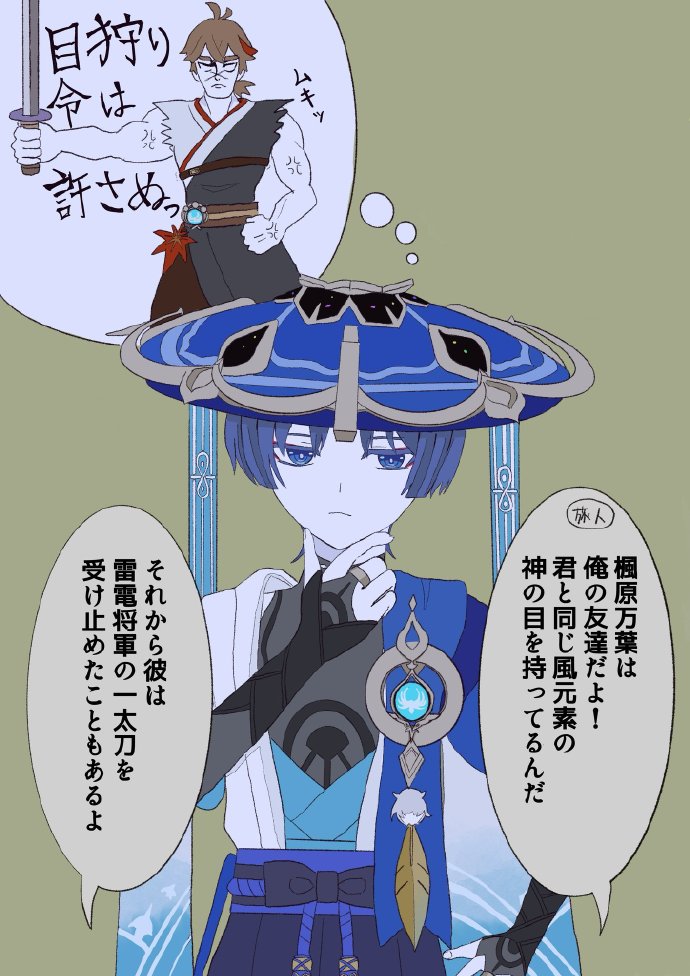 目狩り
令は
許さぬっ
ムキッ
旅人
楓原万葉は
俺の友達だよ！
君と同じ風元素の
神の目を持ってるんだ
それから彼は
雷電将軍の一太刀を
受け止めたこともあるよ